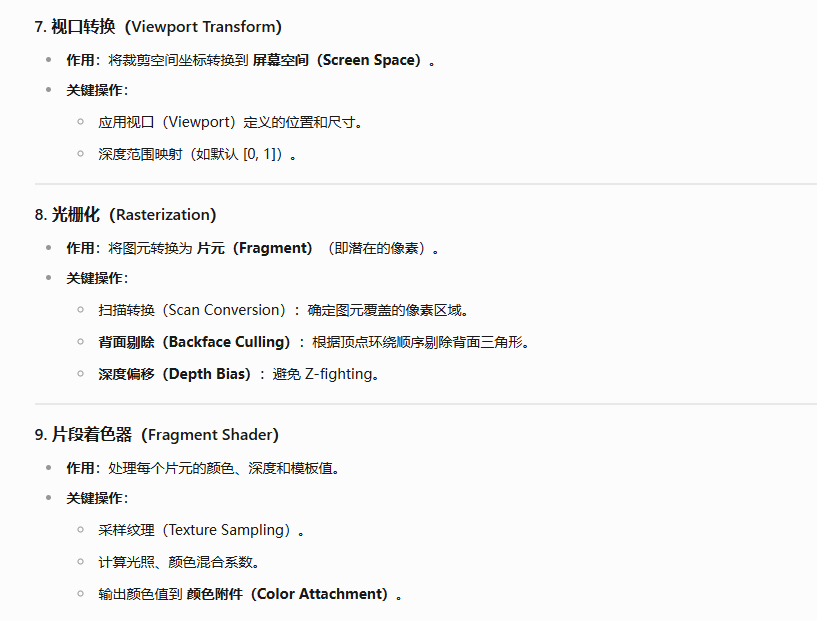 7. 视口转换（Viewport Transform）
作用：将裁剪空间坐标转换到 屏幕空间（Screen Space）。
关键操作：
应用视口（Viewport）定义的位置和尺寸。
深度范围映射（如默认 [0, 1]）。
8. 光栅化（Rasterization）
作用：将图元转换为 片元（Fragment）（即潜在的像素）。
关键操作：
扫描转换（Scan Conversion）：确定图元覆盖的像素区域。
背面剔除（Backface Culling）：根据顶点环绕顺序剔除背面三角形。
深度偏移（Depth Bias）：避免 Z-fighting。
9. 片段着色器（Fragment Shader）
作用：处理每个片元的颜色、深度和模板值。
关键操作：
采样纹理（Texture Sampling）。
计算光照、颜色混合系数。
输出颜色值到 颜色附件（Color Attachment）。